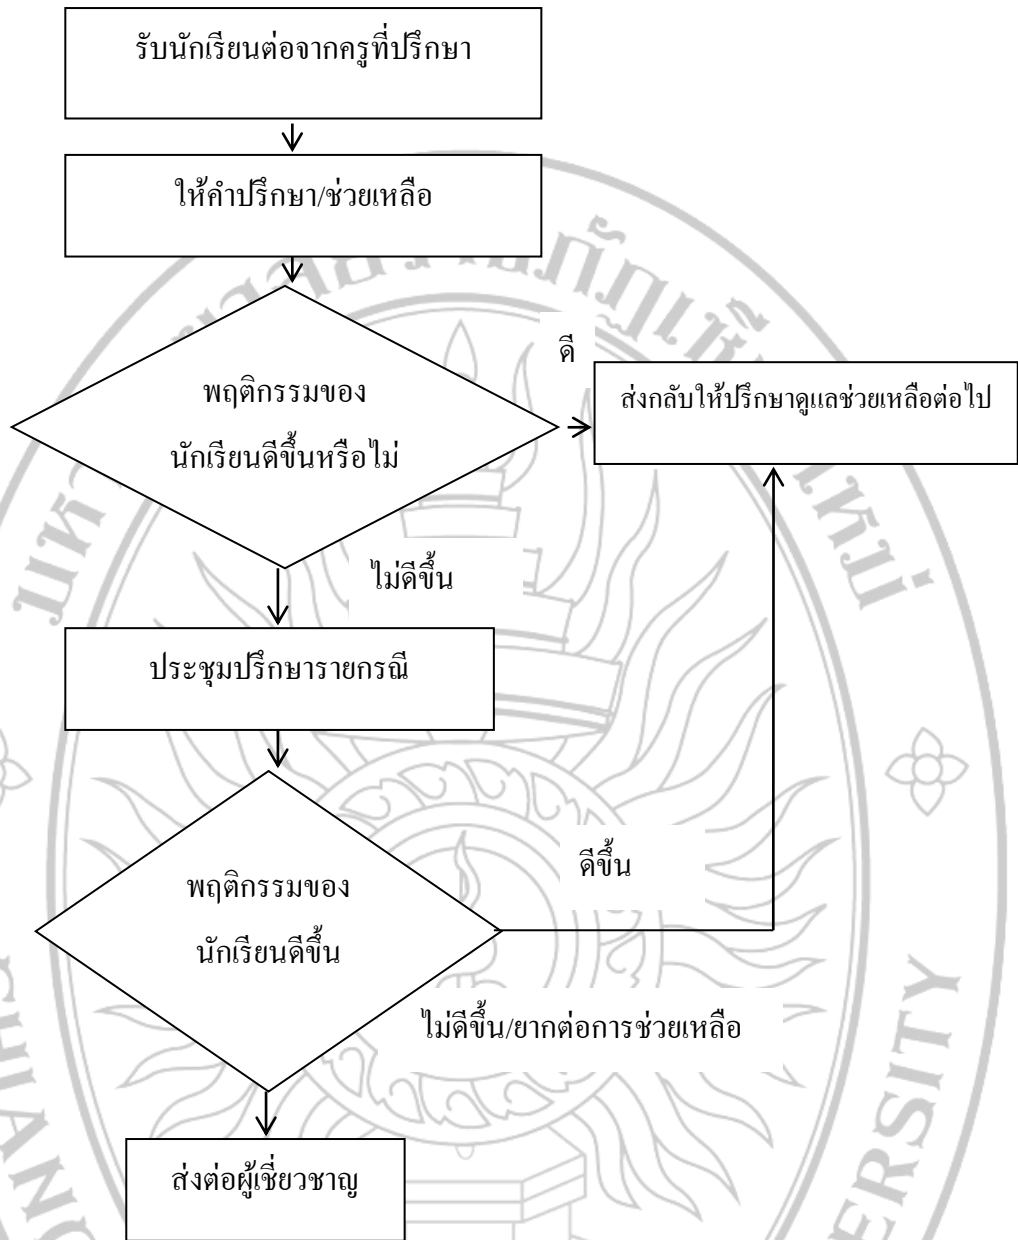 รับนักเรียนต่อจากครูที่ปรึกษา
ให้คำปรึกษา/ช่วยเหลือ
พฤติกรรมของ
นักเรียนดีขึ้นหรือไม่
ดี
ส่งกลับให้ปรึกษาดูแลช่วยเหลือต่อไป
ไม่ดีขึ้น
ประชุมปรึกษารายกรณี
พฤติกรรมของ
นักเรียนดีขึ้น
ดีขึ้น
ไม่ดีขึ้น/ยากต่อการช่วยเหลือ
ส่งต่อผู้เชี่ยวชาญ